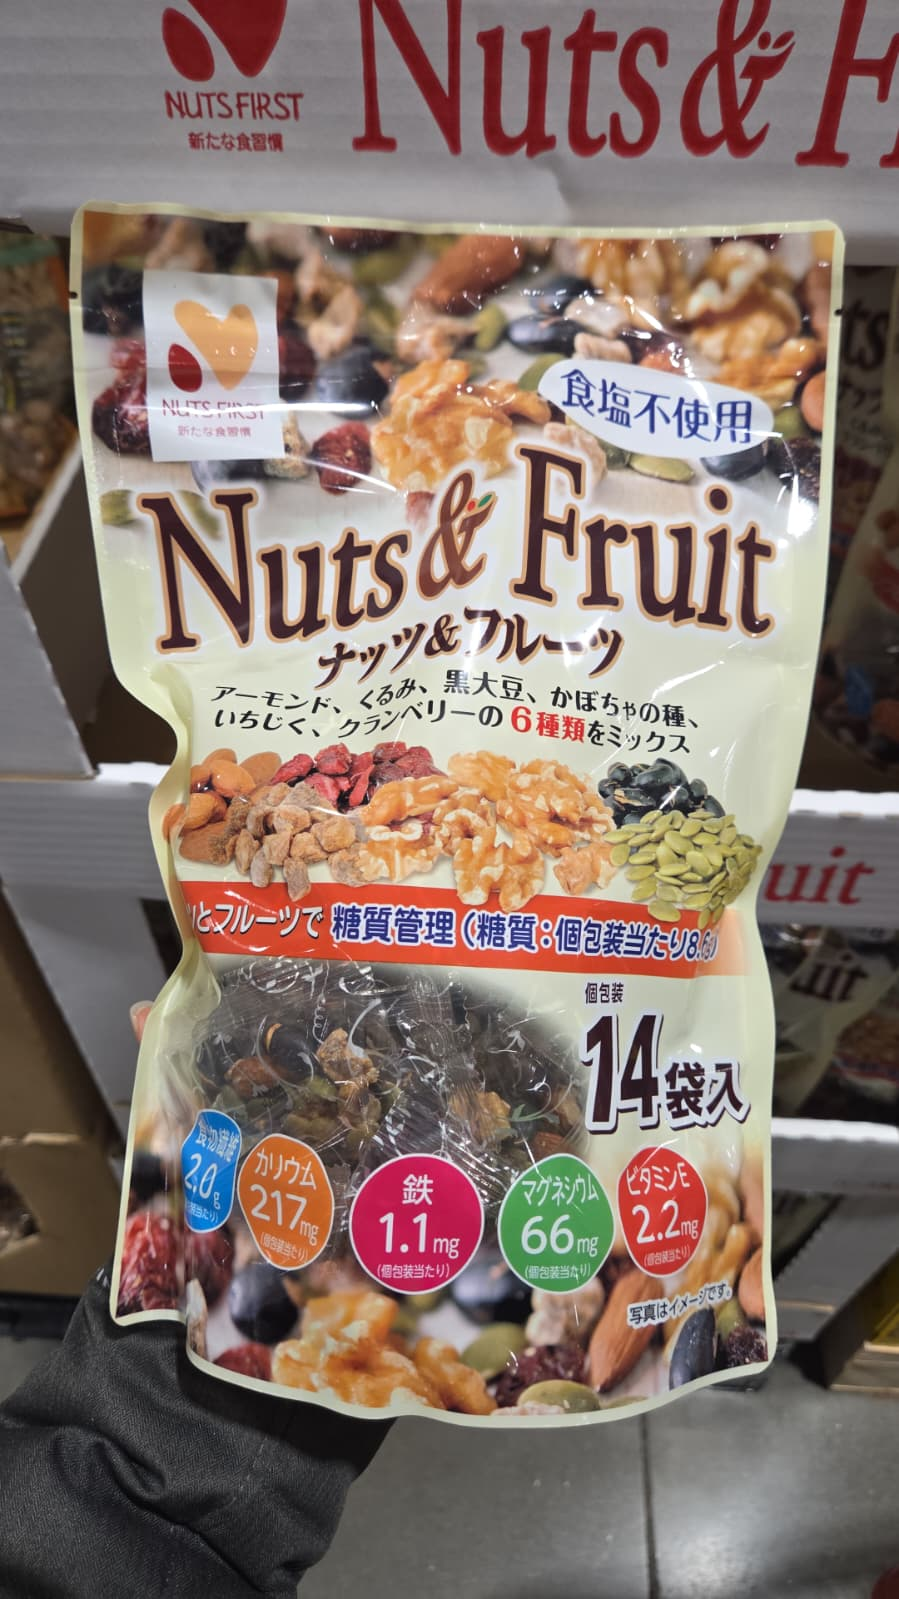 NUTS FIRST
新たな食習慣
Nuts & F
NUTS FIRST
新たな食習慣
食塩不使用
Nuts & Fruit
ナッツ&フルーツ
アーモンド、くるみ、黒大豆、かぼちゃの種、
いちじく、クランベリーの6種類をミックス
とフルーツで 糖質管理(糖質:個包装当たり8.6g)
個包装
14袋入
食物繊維
2.0g
カリウム
217mg
(個包装当たり)
鉄
1.1mg
(個包装当たり)
マグネシウム
66mg
(個包装当たり)
ビタミンE
2.2mg
(個包装当たり)
写真はイメージです。
uit